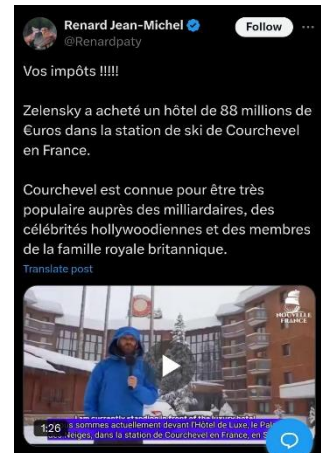 Renard Jean-Michel
Follow
@Renardpaty
Vos impôts !!!!!
Zelensky a acheté un hôtel de 88 millions de
€uros dans la station de ski de Courchevel
en France.
Courchevel est connue pour être très
populaire auprès des milliardaires, des
célébrités hollywoodiennes et des membres
de la famille royale britannique.
Translate post
NOUVELLE
FRANCE
I am currently standing in front of the luxury hotel
sommes actuellement devant l'Hôtel de Luxe, le
Neiges, dans la station de Courchevel en France, en
1:26